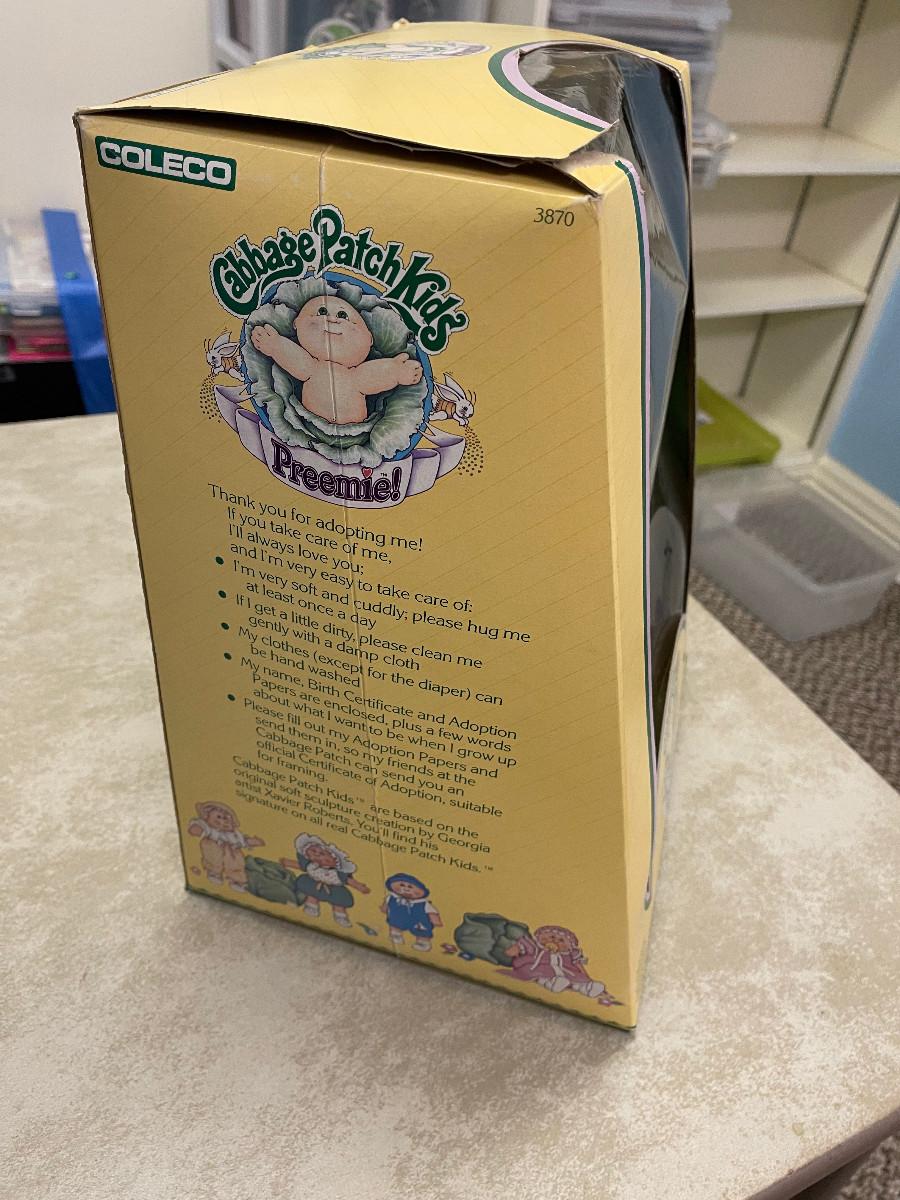 COLECO
3870
Cabbage Patch Kids
Preemie!™
Thank you for adopting me!
If you take care of me,
I'll always love you;
and I'm very easy to take care of:
• I'm very soft and cuddly; please hug me
at least once a day
• If I get a little dirty, please clean me
gently with a damp cloth
• My clothes (except for the diaper) can
be hand washed
• My name, Birth Certificate and Adoption
Papers are enclosed, plus a few words
about what I want to be when I grow up
• Please fill out my Adoption Papers and
send them in, so my friends at the
Cabbage Patch can send you an
official Certificate of Adoption, suitable
for framing.
Cabbage Patch Kids™ are based on the
original soft sculpture creation by Georgia
artist Xavier Roberts. You'll find his
signature on all real Cabbage Patch Kids.™